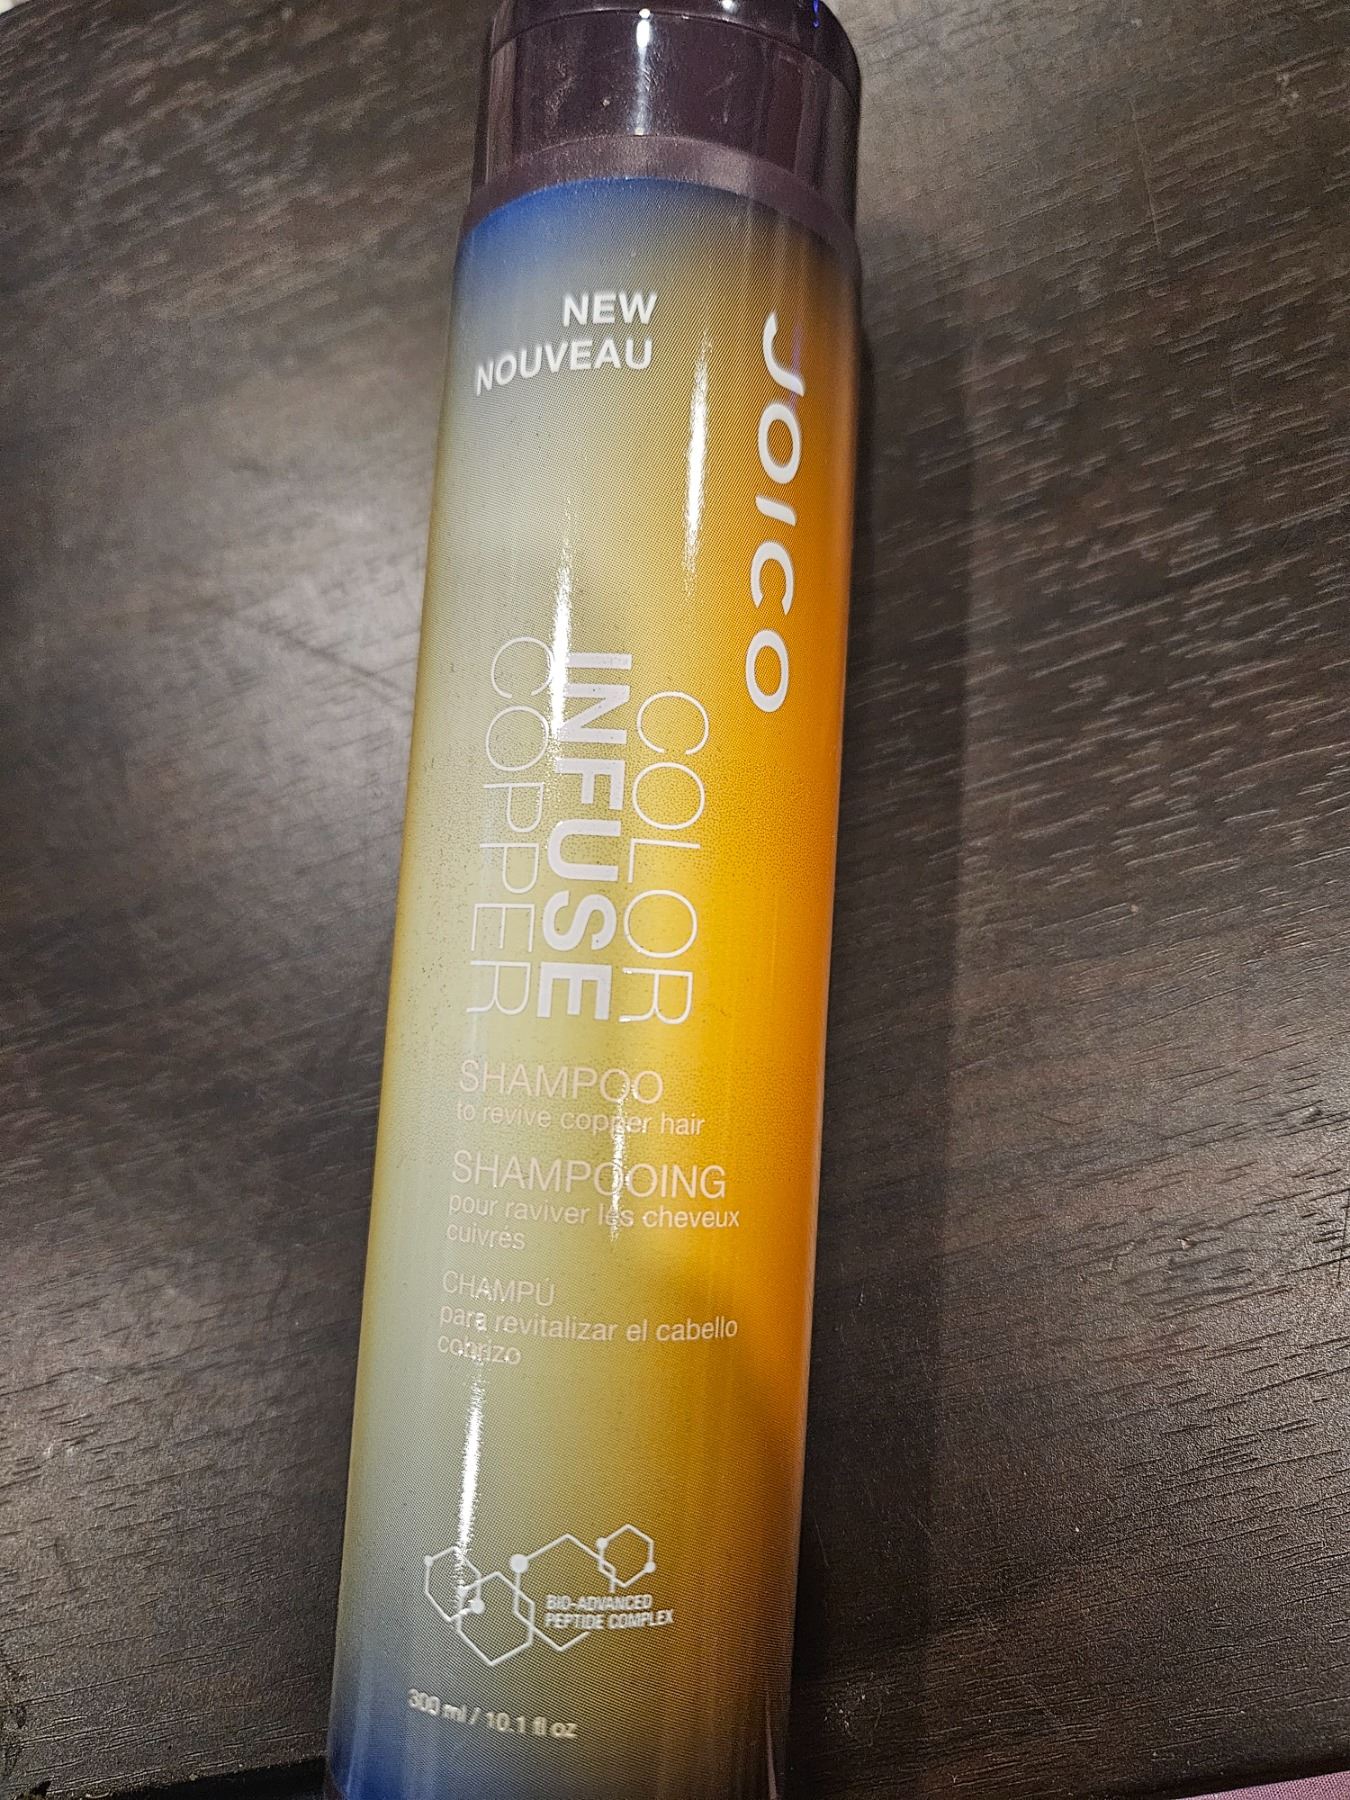 NEW
NOUVEAU
JOICO
COLOR
INFUSE
COPPER
SHAMPOO
to revive copper hair
SHAMPOOING
pour raviver les cheveux
cuivrés
CHAMPÚ
para revitalizar el cabello
cobrizo
BIO-ADVANCED
PEPTIDE COMPLEX
300 ml / 10.1 fl oz